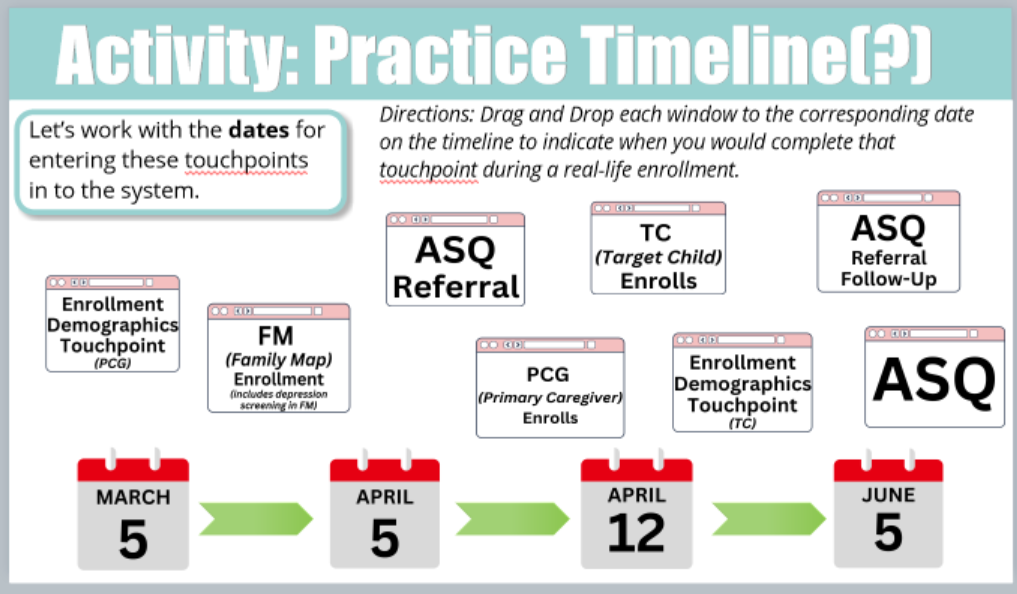 Activity: Practice Timeline(?)
Let's work with the dates for
entering these touchpoints
in to the system.
Directions: Drag and Drop each window to the corresponding date
on the timeline to indicate when you would complete that
touchpoint during a real-life enrollment.
Enrollment
Demographics
Touchpoint
(PCG)
FM
(Family Map)
Enrollment
(includes depression
screening in FM)
ASQ
Referral
TC
(Target Child)
Enrolls
ASQ
Referral
Follow-Up
PCG
(Primary Caregiver)
Enrolls
Enrollment
Demographics
Touchpoint
(TC)
ASQ
MARCH
5
APRIL
5
APRIL
12
JUNE
5